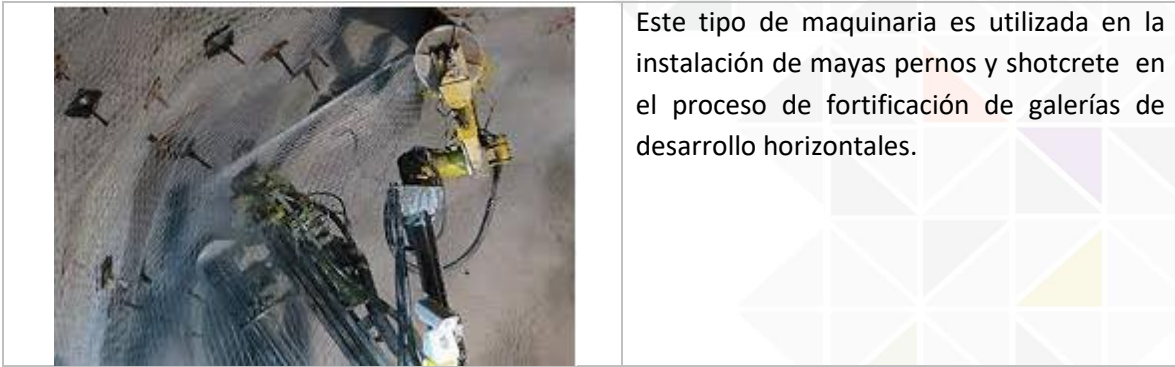 Este tipo de maquinaria es utilizada en la
instalación de mayas pernos y shotcrete en
el proceso de fortificación de galerías de
desarrollo horizontales.